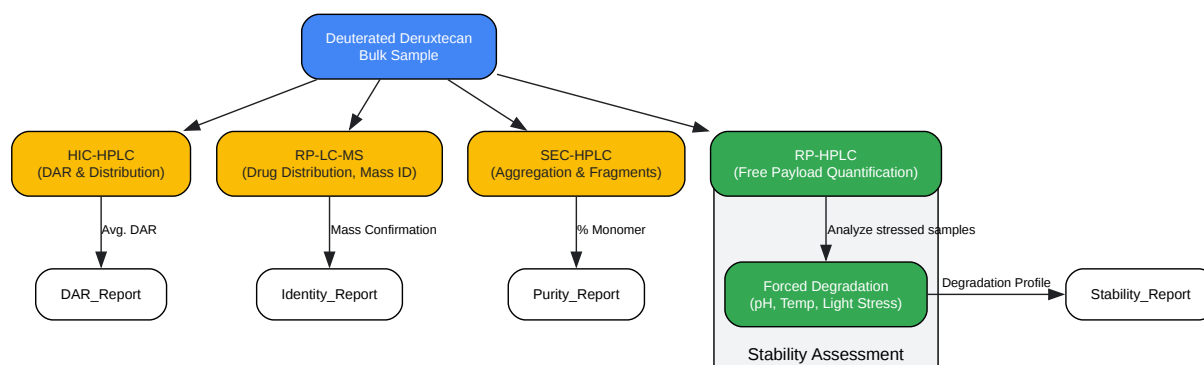 Deuterated Deruxtecan
Bulk Sample
HIC-HPLC
(DAR & Distribution)
RP-LC-MS
(Drug Distribution, Mass ID)
SEC-HPLC
(Aggregation & Fragments)
RP-HPLC
(Free Payload Quantification)
Avg. DAR
Mass Confirmation
% Monomer
Analyze stressed samples
DAR_Report
Identity_Report
Purity_Report
Forced Degradation
(pH, Temp, Light Stress)
Degradation Profile
Stability_Report
Stability Assessment